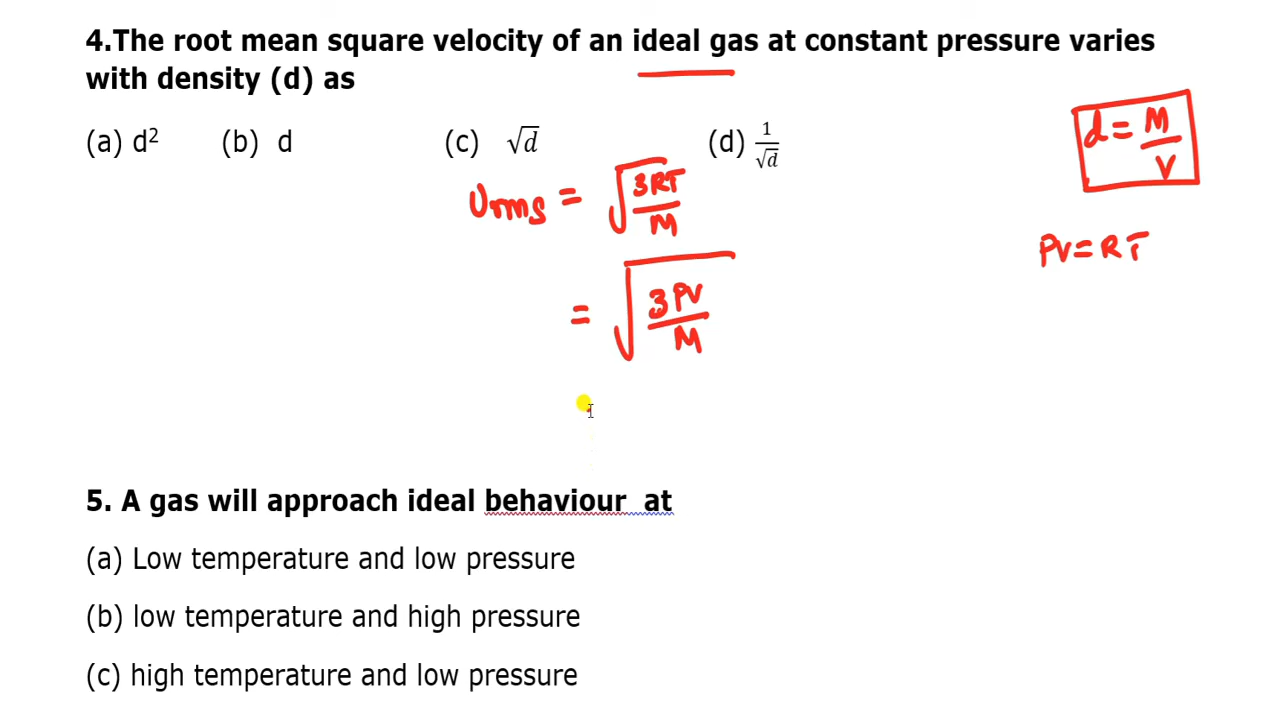 4.The root mean square velocity of an ideal gas at constant pressure varies
with density (d) as
(a) d² (b) d (c) √d (d) 1/√d
d = M/V
Urms = √(3RT/M)
PV = RT
= √(3PV/M)
5. A gas will approach ideal behaviour at
(a) Low temperature and low pressure
(b) low temperature and high pressure
(c) high temperature and low pressure